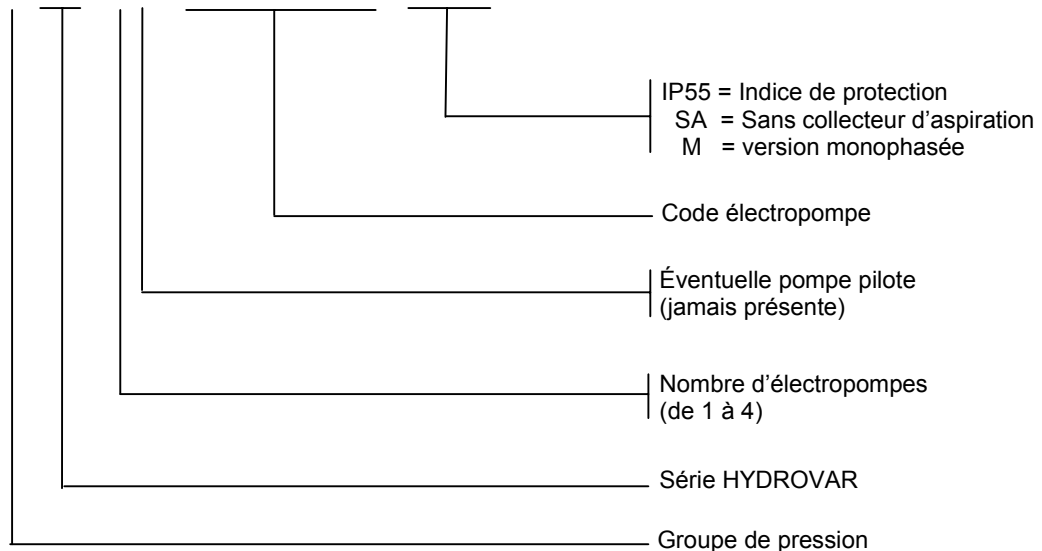 IP55 = Indice de protection
SA = Sans collecteur d'aspiration
M = version monophasée
Code électropompe
Éventuelle pompe pilote
(jamais présente)
Nombre d'électropompes
(de 1 à 4)
Série HYDROVAR
Groupe de pression